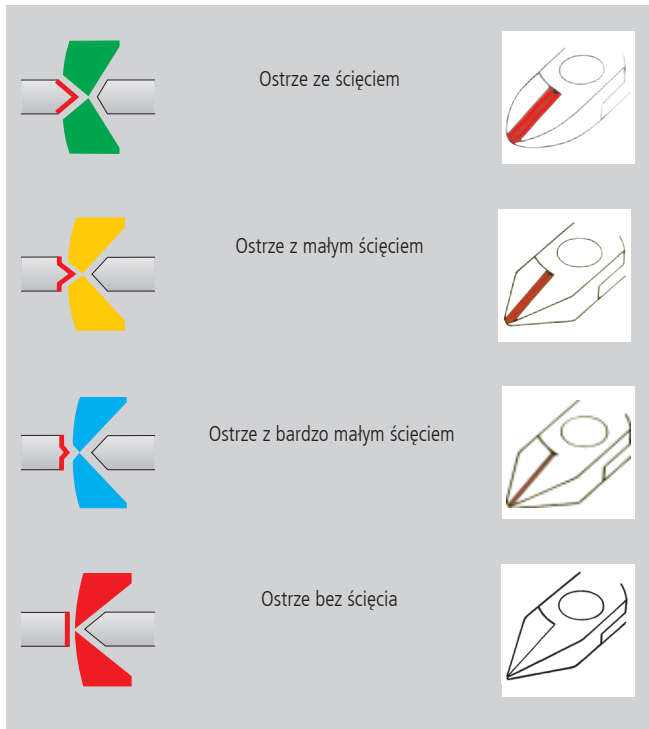 Ostrze ze ścięciem
Ostrze z małym ścięciem
Ostrze z bardzo małym ścięciem
Ostrze bez ścięcia